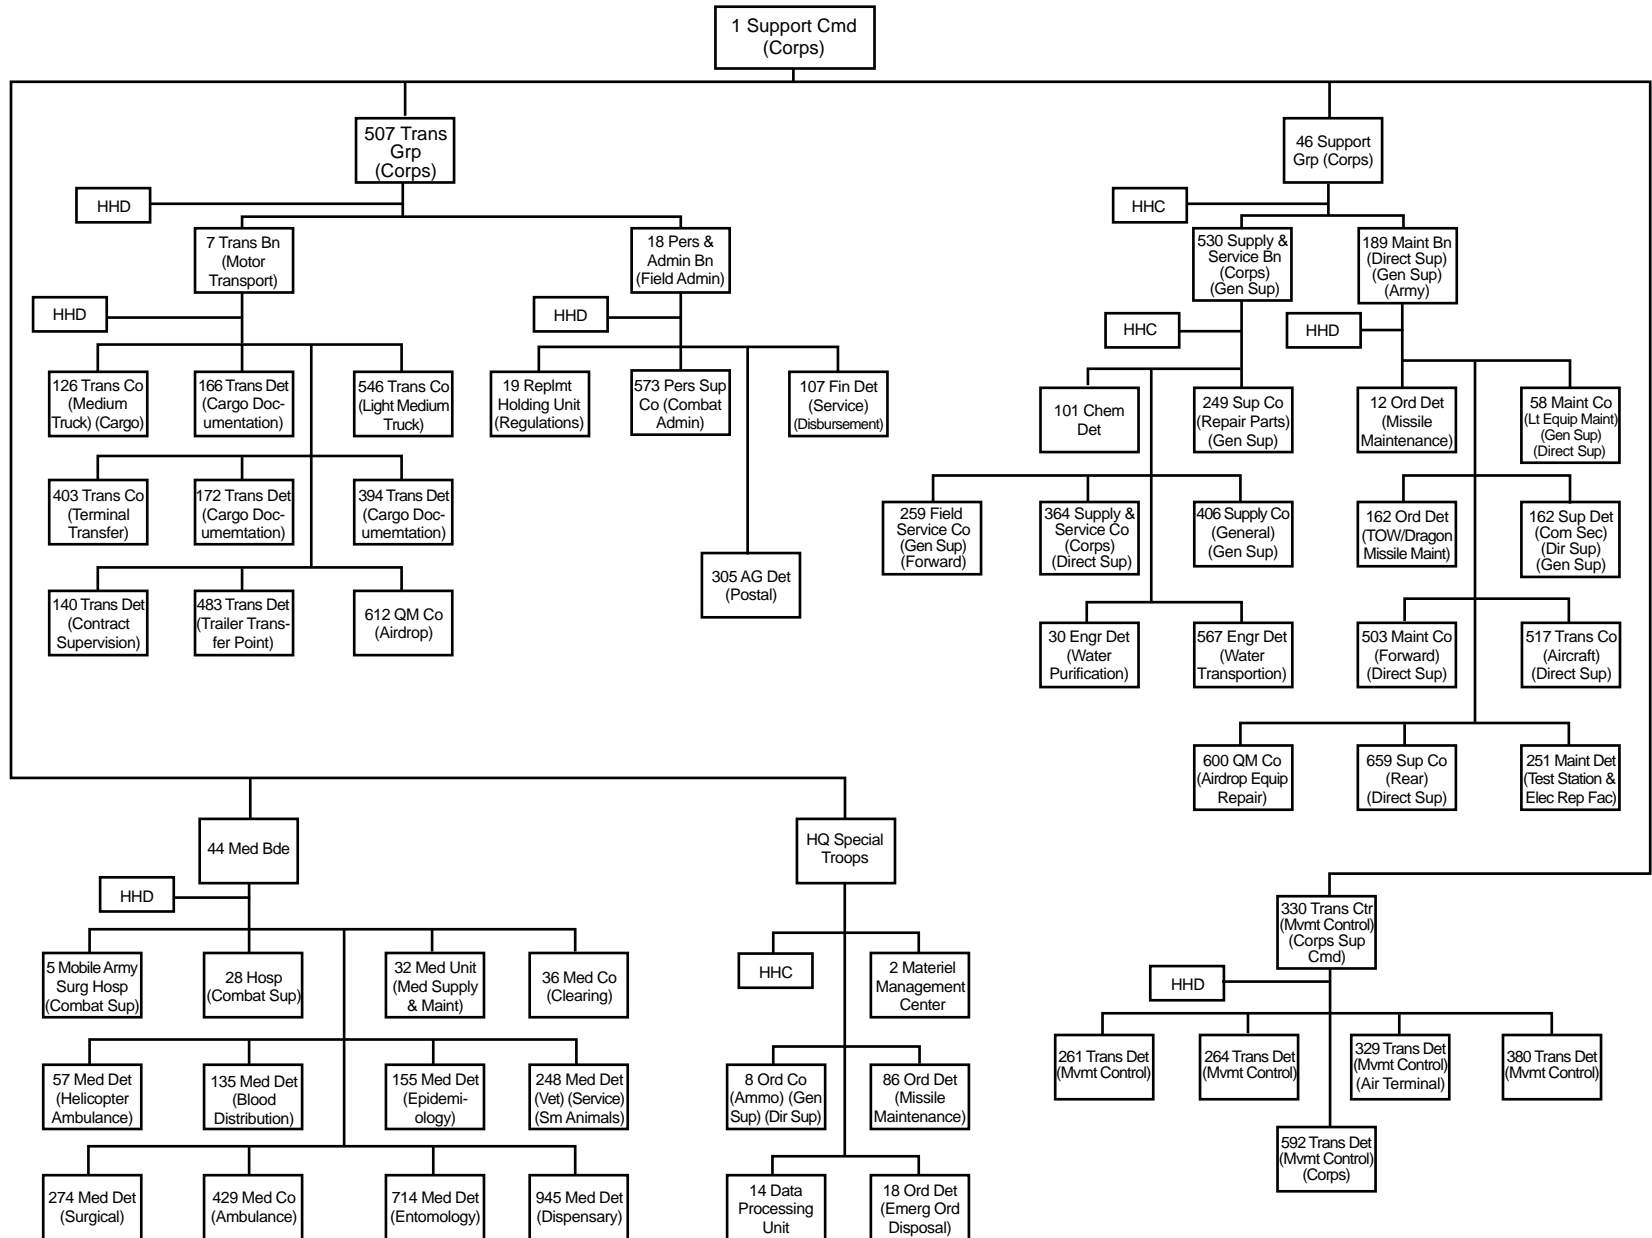 1 Support Cmd
(Corps)
507 Trans
Grp
(Corps)
46 Support
Grp (Corps)
HHD
HHC
7 Trans Bn
(Motor
Transport)
18 Pers &
Admin Bn
(Field Admin)
530 Supply &
Service Bn
(Corps)
(Gen Sup)
189 Maint Bn
(Direct Sup)
(Gen Sup)
(Army)
HHD
HHD
HHC
HHD
126 Trans Co
(Medium
Truck) (Cargo)
166 Trans Det
(Cargo Doc-
umentation)
546 Trans Co
(Light Medium
Truck)
19 Replmt
Holding Unit
(Regulations)
573 Pers Sup
Co (Combat
Admin)
107 Fin Det
(Service)
(Disbursement)
101 Chem
Det
249 Sup Co
(Repair Parts)
(Gen Sup)
12 Ord Det
(Missile
Maintenance)
58 Maint Co
(Lt Equip Maint)
(Gen Sup)
(Direct Sup)
403 Trans Co
(Terminal
Transfer)
172 Trans Det
(Cargo Doc-
umemtation)
394 Trans Det
(Cargo Doc-
umemtation)
259 Field
Service Co
(Gen Sup)
(Forward)
364 Supply &
Service Co
(Corps)
(Direct Sup)
406 Supply Co
(General)
(Gen Sup)
162 Ord Det
(TOW/Dragon
Missile Maint)
162 Sup Det
(Com Sec)
(Dir Sup)
(Gen Sup)
305 AG Det
(Postal)
140 Trans Det
(Contract
Supervision)
483 Trans Det
(Trailer Trans-
fer Point)
612 QM Co
(Airdrop)
30 Engr Det
(Water
Purification)
567 Engr Det
(Water
Transportion)
503 Maint Co
(Forward)
(Direct Sup)
517 Trans Co
(Aircraft)
(Direct Sup)
600 QM Co
(Airdrop Equip
Repair)
659 Sup Co
(Rear)
(Direct Sup)
251 Maint Det
(Test Station &
Elec Rep Fac)
44 Med Bde
HQ Special
Troops
HHD
330 Trans Ctr
(Mvmt Control)
(Corps Sup
Cmd)
5 Mobile Army
Surg Hosp
(Combat Sup)
28 Hosp
(Combat Sup)
32 Med Unit
(Med Supply
& Maint)
36 Med Co
(Clearing)
HHC
2 Materiel
Management
Center
HHD
57 Med Det
(Helicopter
Ambulance)
135 Med Det
(Blood
Distribution)
155 Med Det
(Epidemi-
ology)
248 Med Det
(Vet) (Service)
(Sm Animals)
8 Ord Co
(Ammo) (Gen
Sup) (Dir Sup)
86 Ord Det
(Missile
Maintenance)
261 Trans Det
(Mvmt Control)
264 Trans Det
(Mvmt Control)
329 Trans Det
(Mvmt Control)
(Air Terminal)
380 Trans Det
(Mvmt Control)
592 Trans Det
(Mvmt Control)
(Corps)
274 Med Det
(Surgical)
429 Med Co
(Ambulance)
714 Med Det
(Entomology)
945 Med Det
(Dispensary)
14 Data
Processing
Unit
18 Ord Det
(Emerg Ord
Disposal)